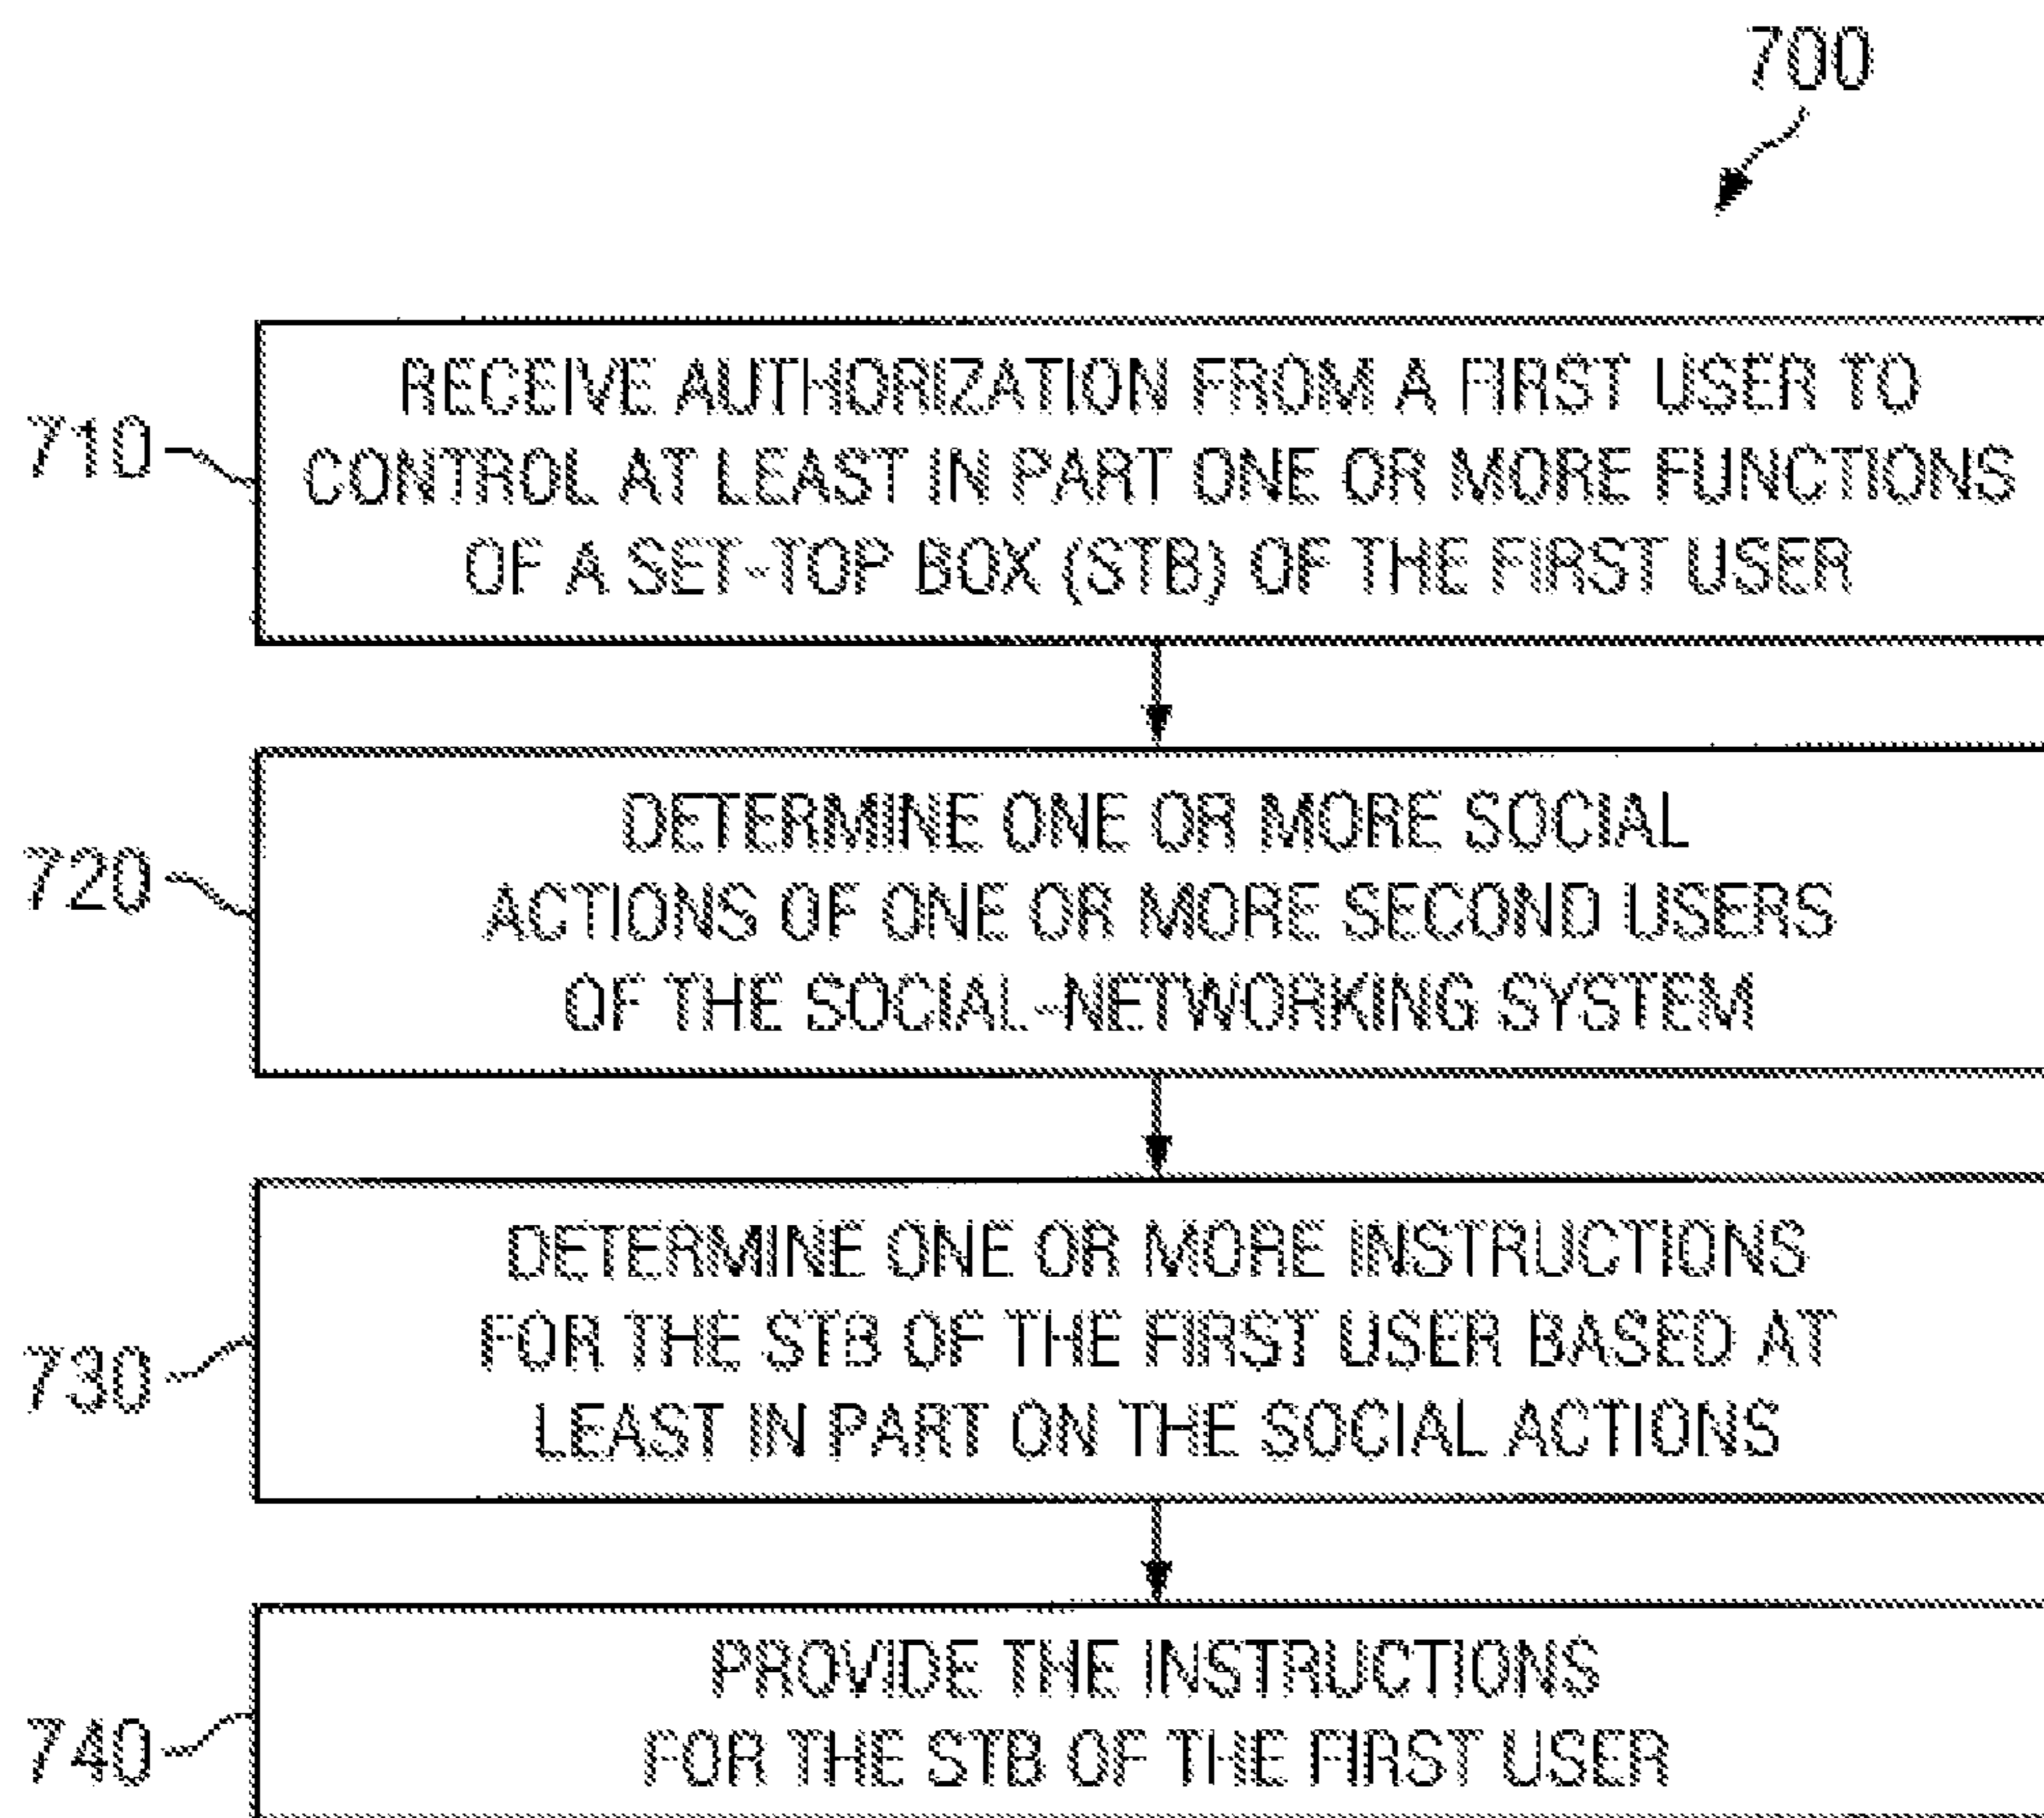 700
710
RECEIVE AUTHORIZATION FROM A FIRST USER TO
CONTROL AT LEAST IN PART ONE OR MORE FUNCTIONS
OF A SET-TOP BOX (STB) OF THE FIRST USER
720
DETERMINE ONE OR MORE SOCIAL
ACTIONS OF ONE OR MORE SECOND USERS
OF THE SOCIAL-NETWORKING SYSTEM
730
DETERMINE ONE OR MORE INSTRUCTIONS
FOR THE STB OF THE FIRST USER BASED AT
LEAST IN PART ON THE SOCIAL ACTIONS
740
PROVIDE THE INSTRUCTIONS
FOR THE STB OF THE FIRST USER